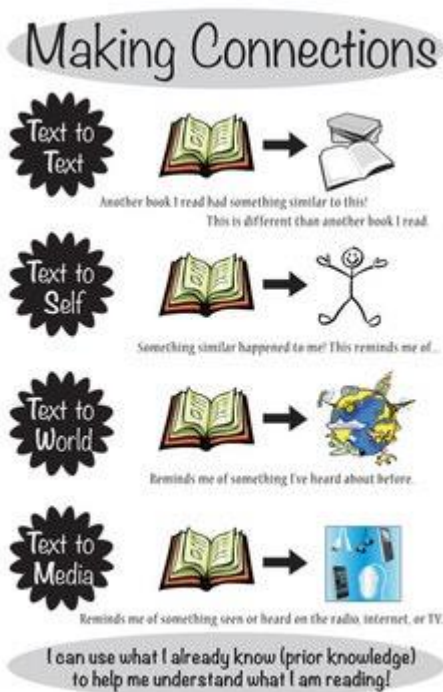 Making Connections
Text to
Text
Another book I read had something similar to this!
This is different than another book I read.
Text to
Self
Something similar happened to me! This reminds me of...
Text to
World
Reminds me of something I've heard about before.
Text to
Media
Reminds me of something seen or heard on the radio, internet, or TV.
I can use what I already know (prior knowledge)
to help me understand what I am reading!